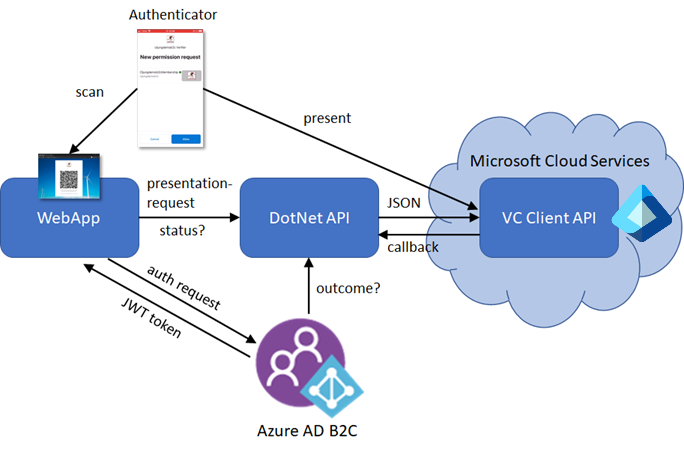 Authenticator
New permission request
scan
present
Microsoft Cloud Services
WebApp
presentation-
request
status?
DotNet API
JSON
callback
VC Client API
auth request
JWT token
outcome?
Azure AD B2C